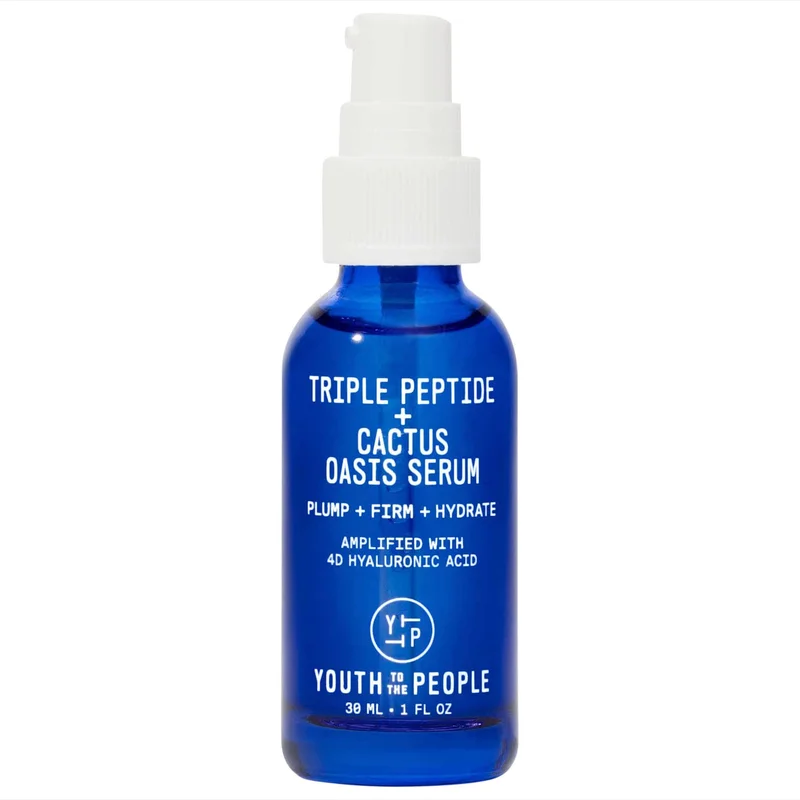 TRIPLE PEPTIDE
+
CACTUS
OASIS SERUM
PLUMP + FIRM + HYDRATE
AMPLIFIED WITH
4D HYALURONIC ACID
YTTP
YOUTH TO THE PEOPLE
30 ML • 1 FL OZ